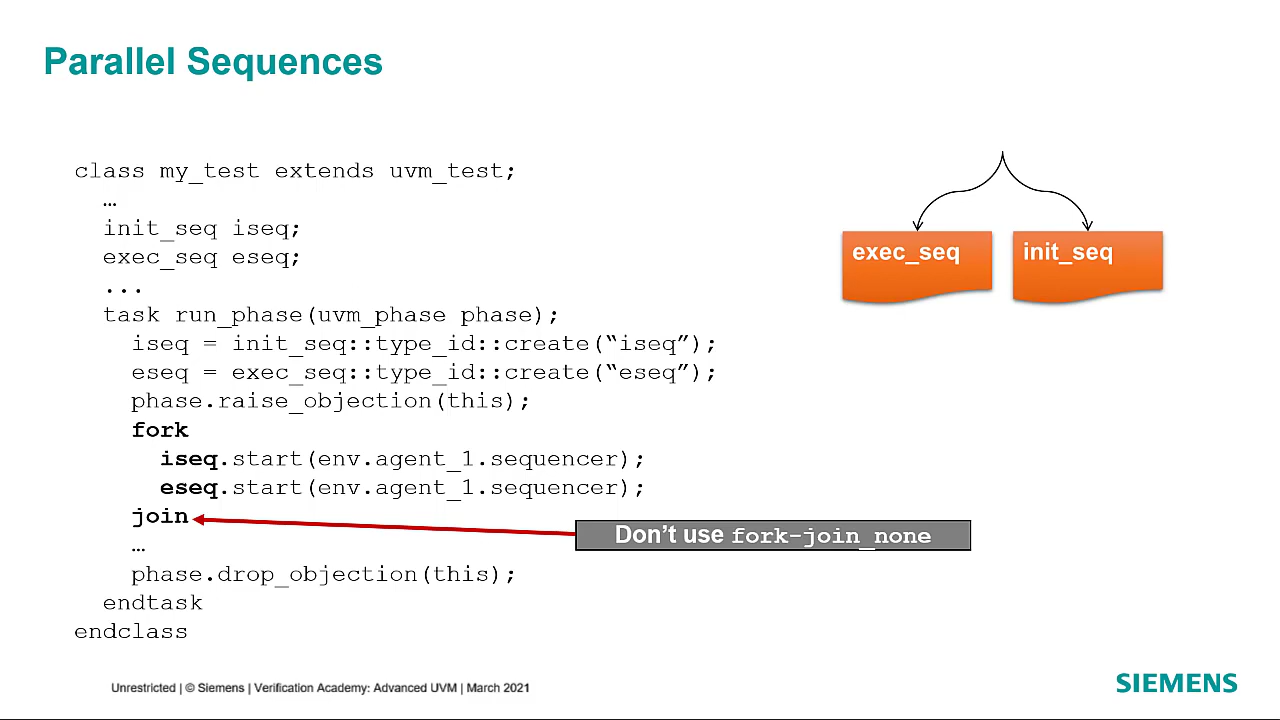 Parallel Sequences
class my_test extends uvm_test;
…
init_seq iseq;
exec_seq eseq;
...
task run_phase(uvm_phase phase);
iseq = init_seq::type_id::create(“iseq”);
eseq = exec_seq::type_id::create(“eseq”);
phase.raise_objection(this);
fork
iseq.start(env.agent_1.sequencer);
eseq.start(env.agent_1.sequencer);
join
…
phase.drop_objection(this);
endtask
endclass
exec_seq
init_seq
Don’t use fork-join_none
Unrestricted | © Siemens | Verification Academy: Advanced UVM | March 2021
SIEMENS